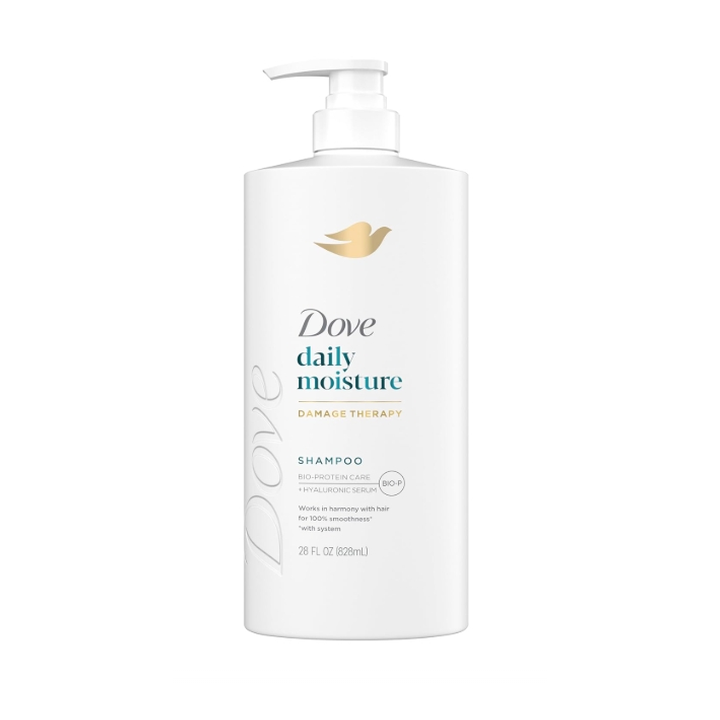 Dove
daily
moisture
DAMAGE THERAPY
SHAMPOO
BIO-PROTEIN CARE
+ HYALURONIC SERUM
BIO-P
Works in harmony with hair
for 100% smoothness*
*with system
28 FL OZ (828mL)
Dove